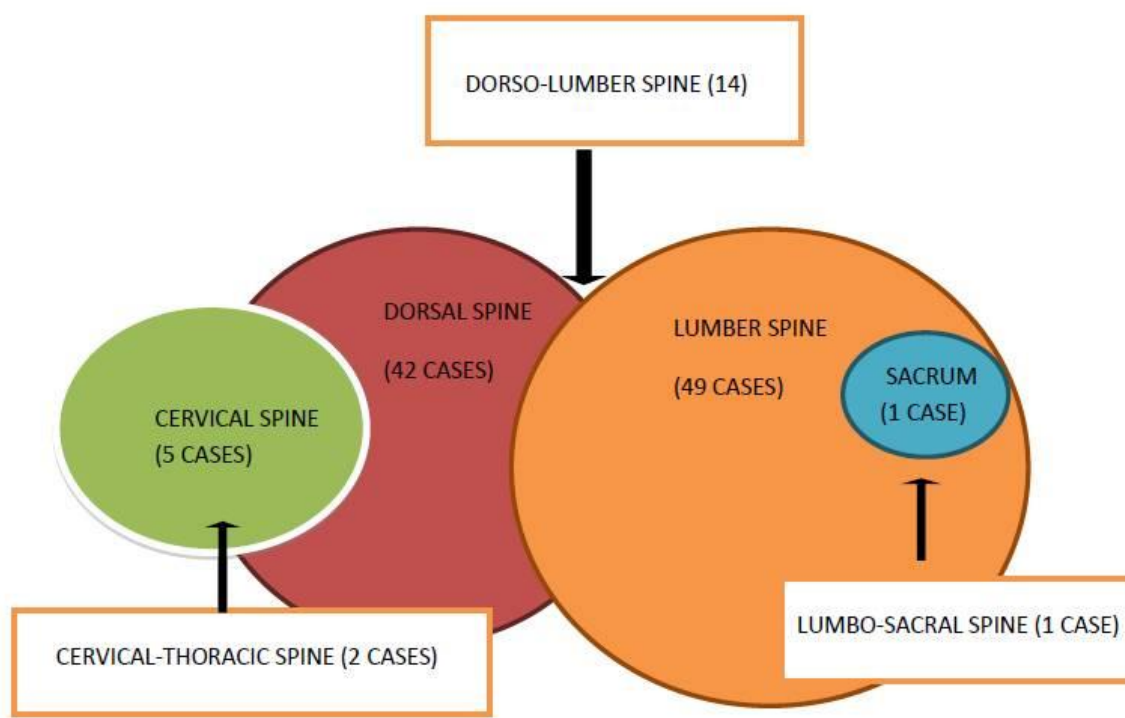 DORSO-LUMBER SPINE (14)
DORSAL SPINE
(42 CASES)
LUMBER SPINE
(49 CASES)
SACRUM
(1 CASE)
CERVICAL SPINE
(5 CASES)
LUMBO-SACRAL SPINE (1 CASE)
CERVICAL-THORACIC SPINE (2 CASES)